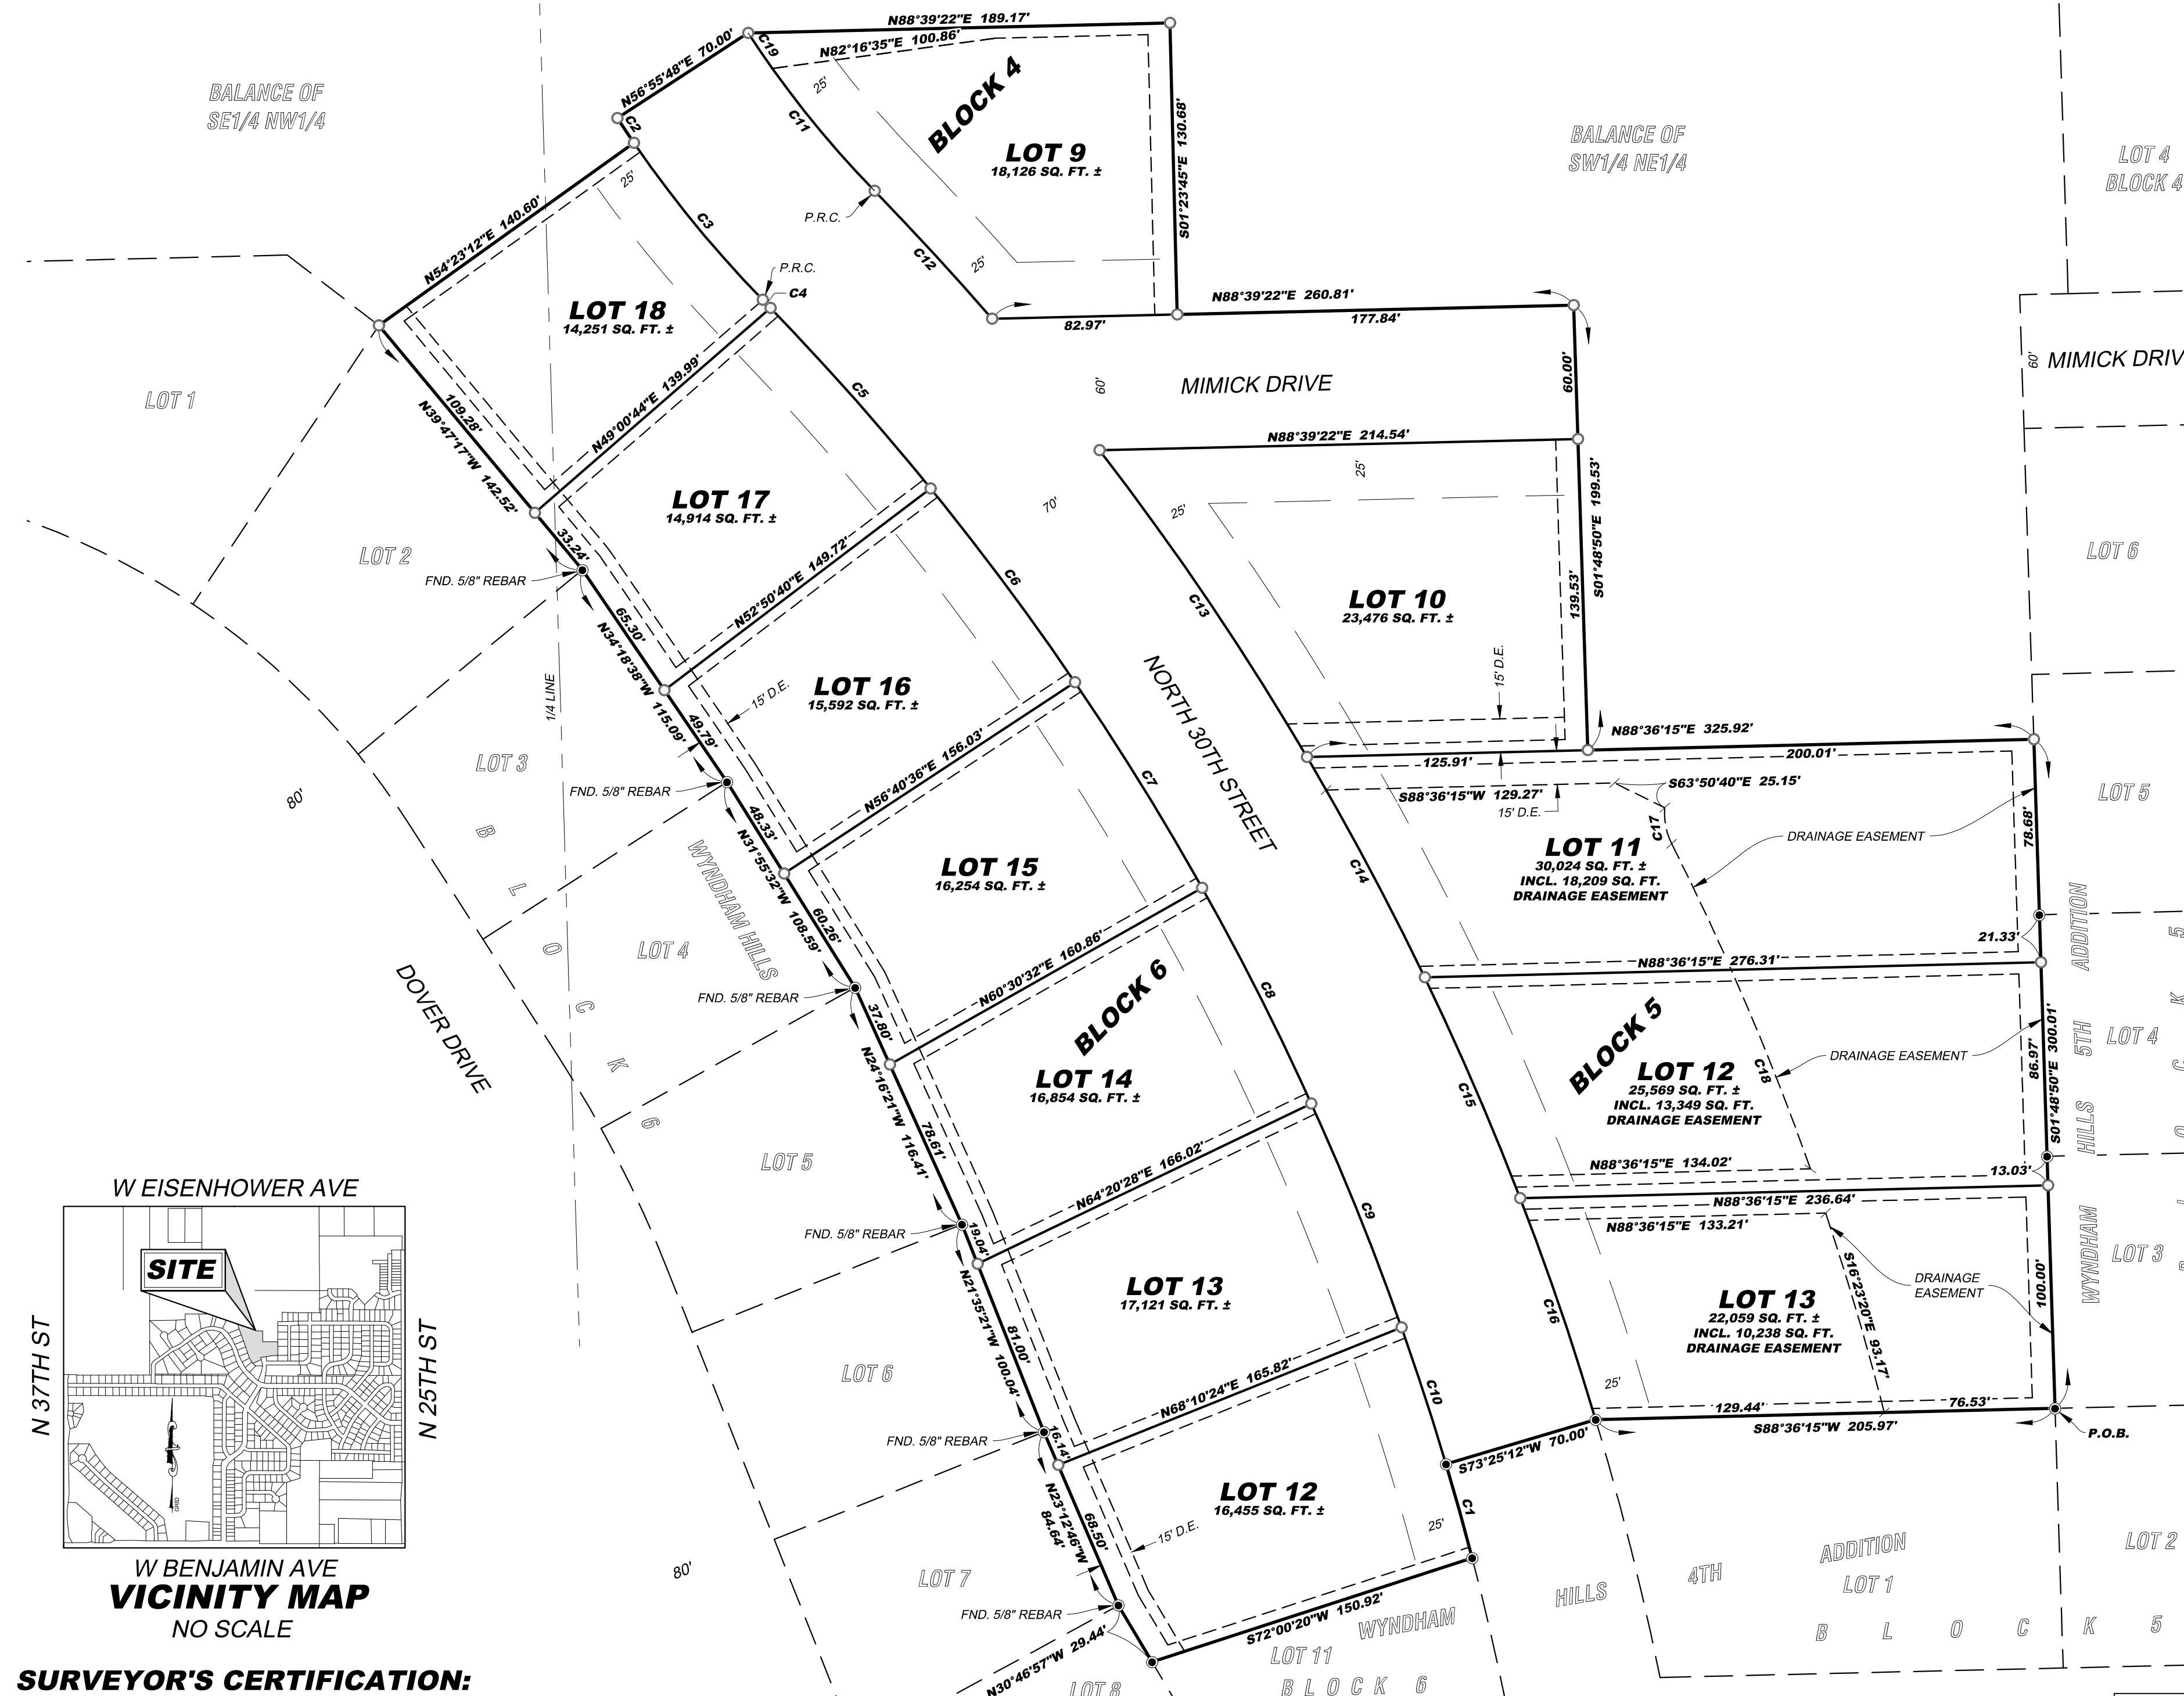 N88°39'22"E 189.17'
N82°16'35"E 100.86'
N56°55'48"E 70.00'
C19
C2
25'
C11
BLOCK 4
LOT 9
18,126 SQ. FT. ±
S01°23'45"E 130.68'
BALANCE OF
SE1/4 NW1/4
BALANCE OF
SW1/4 NE1/4
LOT 4
BLOCK 4
25'
P.R.C.
C3
C12
25'
N54°23'12"E 140.60'
P.R.C.
C4
LOT 18
14,251 SQ. FT. ±
N88°39'22"E 260.81'
82.97'
177.84'
60.00'
60'
MIMICK DRIVE
60'
MIMICK DRIV
LOT 1
109.28'
N39°47'17"W 142.52'
N49°00'44"E 139.99'
C5
N88°39'22"E 214.54'
25'
LOT 17
14,914 SQ. FT. ±
70'
25'
S01°48'50"E 199.53'
139.53'
LOT 6
LOT 2
FND. 5/8" REBAR
33.24'
N52°50'40"E 149.72'
C6
C13
LOT 10
23,476 SQ. FT. ±
65.30'
N34°18'38"W 115.09'
1/4 LINE
15' D.E.
LOT 16
15,592 SQ. FT. ±
NORTH 30TH STREET
15' D.E.
49.79'
N88°36'15"E 325.92'
125.91'
200.01'
LOT 3
FND. 5/8" REBAR
80'
N56°40'36"E 156.03'
C7
S88°36'15"W 129.27'
15' D.E.
S63°50'40"E 25.15'
C17
DRAINAGE EASEMENT
78.68'
LOT 5
48.33'
N31°55'32"W 108.59'
WYNDHAM HILLS
LOT 15
16,254 SQ. FT. ±
C14
LOT 11
30,024 SQ. FT. ±
INCL. 18,209 SQ. FT.
DRAINAGE EASEMENT
60.26'
LOT 4
21.33'
N88°36'15"E 276.31'
FND. 5/8" REBAR
DOVER DRIVE
N60°30'32"E 160.86'
BLOCK 6
C8
BLOCK 5
37.80'
N24°16'21"W 116.41'
LOT 14
16,854 SQ. FT. ±
C15
C18
LOT 12
25,569 SQ. FT. ±
INCL. 13,349 SQ. FT.
DRAINAGE EASEMENT
DRAINAGE EASEMENT
86.97'
S01°48'50"E 300.01'
LOT 4
78.61'
LOT 5
B L O C K 6
N64°20'28"E 166.02'
N88°36'15"E 134.02'
13.03'
N88°36'15"E 236.64'
N88°36'15"E 133.21'
WYNDHAM HILLS 5TH ADDITION
FND. 5/8" REBAR
19.04'
C9
S16°23'20"E 93.17'
DRAINAGE
EASEMENT
LOT 3
N21°35'21"W 100.04'
81.00'
LOT 13
17,121 SQ. FT. ±
C16
LOT 13
22,059 SQ. FT. ±
INCL. 10,238 SQ. FT.
DRAINAGE EASEMENT
100.00'
LOT 6
N68°10'24"E 165.82'
C10
25'
129.44'
76.53'
S88°36'15"W 205.97'
P.O.B.
FND. 5/8" REBAR
16.14'
S73°25'12"W 70.00'
N23°12'46"W
84.64'
68.50'
LOT 12
16,455 SQ. FT. ±
15' D.E.
C1
25'
80'
LOT 7
FND. 5/8" REBAR
N30°46'57"W 29.44'
S72°00'20"W 150.92'
WYNDHAM HILLS 4TH ADDITION
LOT 1
LOT 2
B L O C K 5
LOT 11
BLOCK 6
LOT 8
W EISENHOWER AVE
SITE
N 37TH ST
N 25TH ST
GRID
W BENJAMIN AVE
VICINITY MAP
NO SCALE
SURVEYOR'S CERTIFICATION: